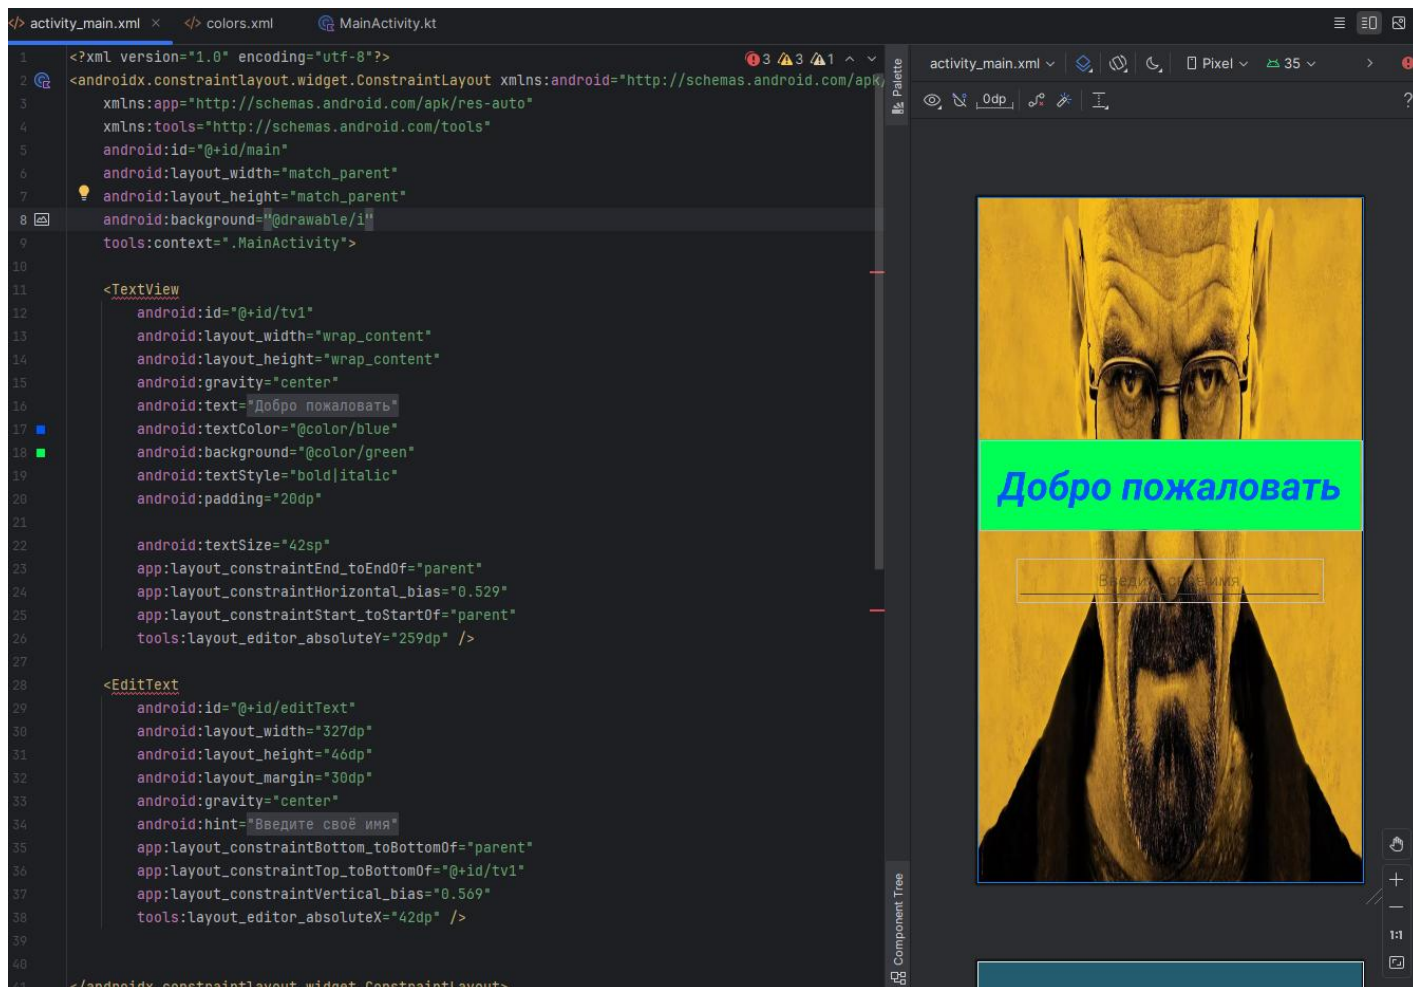 activity_main.xml
colors.xml
MainActivity.kt
1 <?xml version="1.0" encoding="utf-8"?>
3 3 1
2 <androidx.constraintlayout.widget.ConstraintLayout xmlns:android="http://schemas.android.com/apk/
3 xmlns:app="http://schemas.android.com/apk/res-auto"
4 xmlns:tools="http://schemas.android.com/tools"
5 android:id="@+id/main"
6 android:layout_width="match_parent"
7 android:layout_height="match_parent"
8 android:background="@drawable/i"
9 tools:context=".MainActivity">
10
11 <TextView
12 android:id="@+id/tv1"
13 android:layout_width="wrap_content"
14 android:layout_height="wrap_content"
15 android:gravity="center"
16 android:text="Добро пожаловать"
17 android:textColor="@color/blue"
18 android:background="@color/green"
19 android:textStyle="bold|italic"
20 android:padding="20dp"
21
22 android:textSize="42sp"
23 app:layout_constraintEnd_toEndOf="parent"
24 app:layout_constraintHorizontal_bias="0.529"
25 app:layout_constraintStart_toStartOf="parent"
26 tools:layout_editor_absoluteY="259dp" />
27
28 <EditText
29 android:id="@+id/editText"
30 android:layout_width="327dp"
31 android:layout_height="46dp"
32 android:layout_margin="30dp"
33 android:gravity="center"
34 android:hint="Введите своё имя"
35 app:layout_constraintBottom_toBottomOf="parent"
36 app:layout_constraintTop_toBottomOf="@+id/tv1"
37 app:layout_constraintVertical_bias="0.569"
38 tools:layout_editor_absoluteX="42dp" />
39
40
</androidx.constraintlayout.widget.ConstraintLayout>
Palette
Component Tree
activity_main.xml
Pixel
35
0dp
?
Добро пожаловать
Введите своё имя
1:1